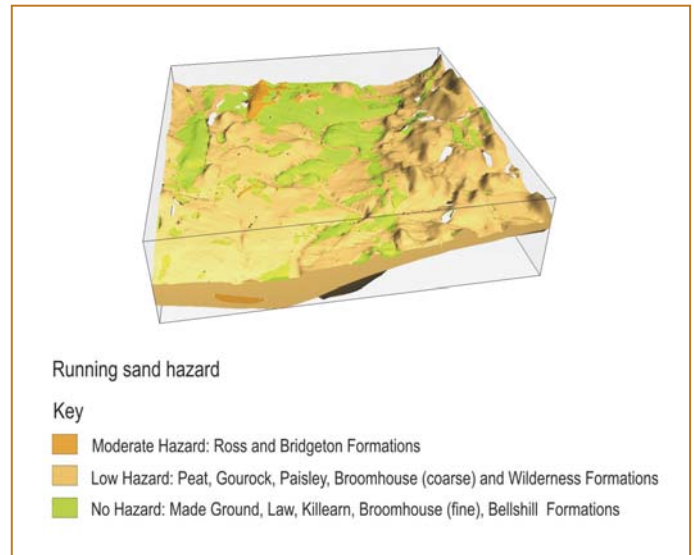 Running sand hazard
Key
Moderate Hazard: Ross and Bridgeton Formations
Low Hazard: Peat, Gourock, Paisley, Broomhouse (coarse) and Wilderness Formations
No Hazard: Made Ground, Law, Killearn, Broomhouse (fine), Bellshill Formations